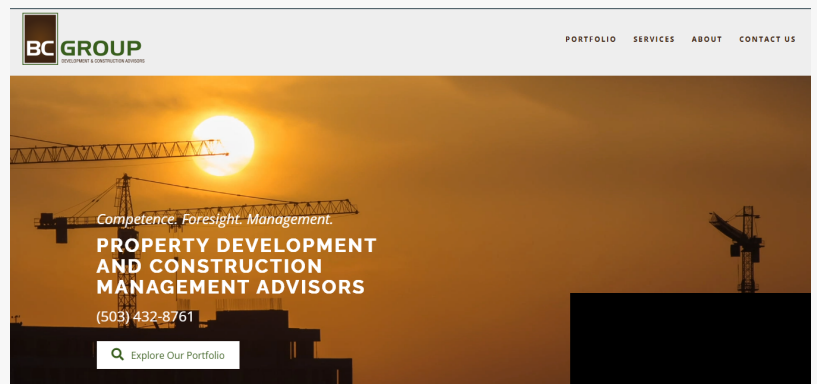 BC GROUP
DEVELOPMENT & CONSTRUCTION ADVISORS
PORTFOLIO SERVICES ABOUT CONTACT US
Competence. Foresight. Management.
PROPERTY DEVELOPMENT
AND CONSTRUCTION
MANAGEMENT ADVISORS
(503) 432-8761
Explore Our Portfolio